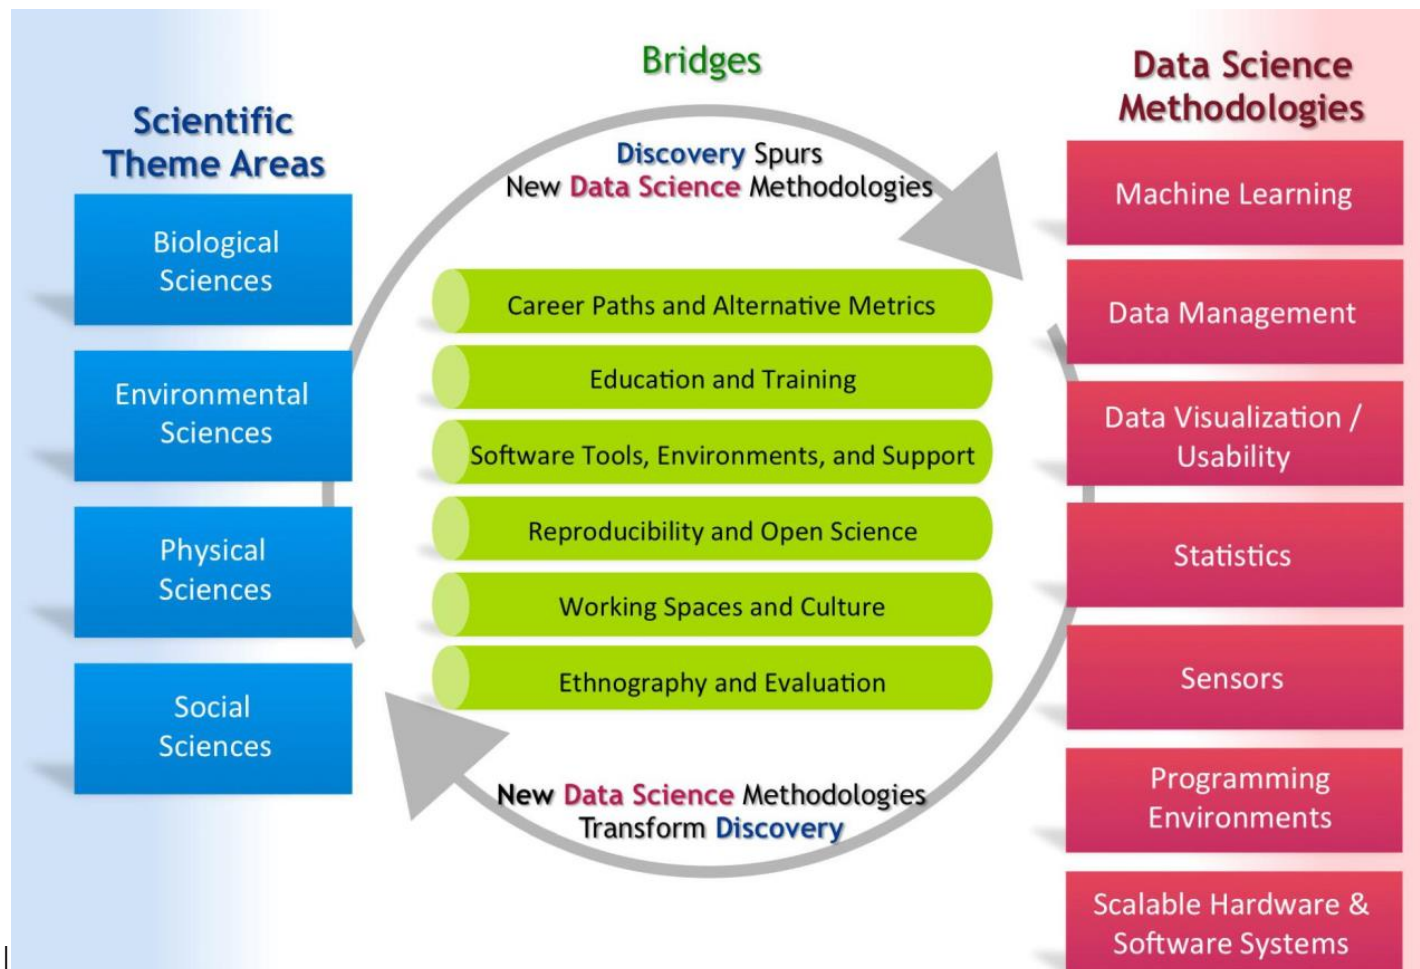 Bridges
Scientific
Theme Areas
Biological
Sciences
Environmental
Sciences
Physical
Sciences
Social
Sciences
Discovery Spurs
New Data Science Methodologies
Career Paths and Alternative Metrics
Education and Training
Software Tools, Environments, and Support
Reproducibility and Open Science
Working Spaces and Culture
Ethnography and Evaluation
New Data Science Methodologies
Transform Discovery
Data Science
Methodologies
Machine Learning
Data Management
Data Visualization /
Usability
Statistics
Sensors
Programming
Environments
Scalable Hardware &
Software Systems